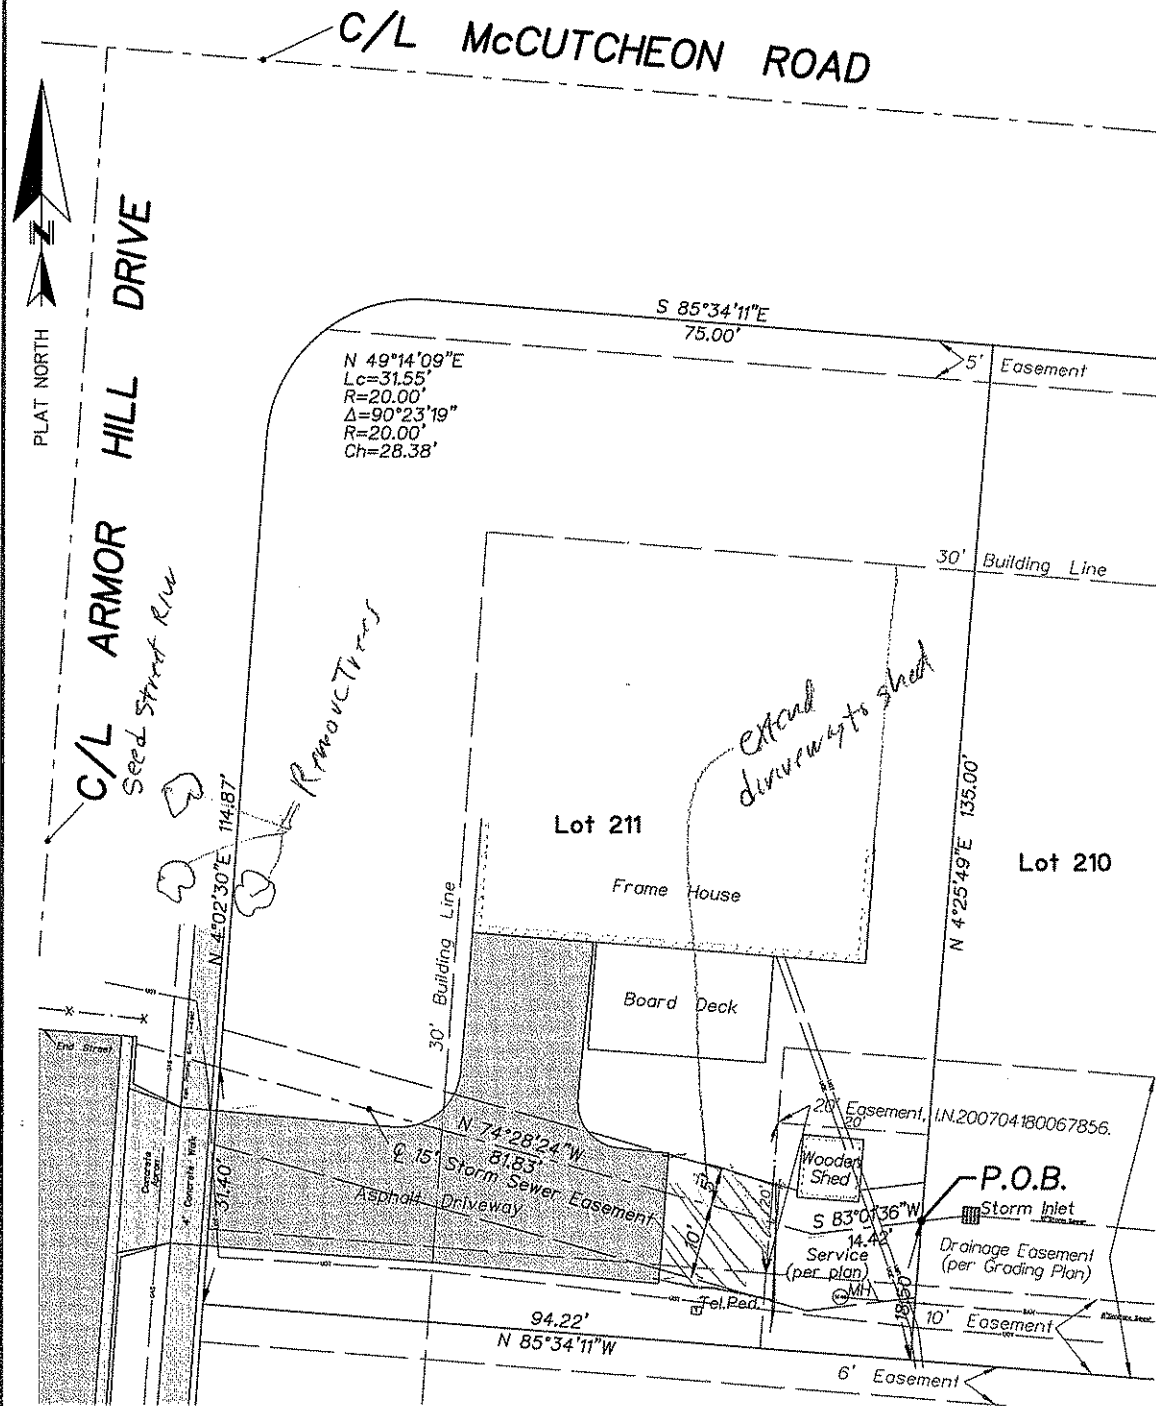 C/L McCUTCHEON ROAD
PLAT NORTH
N
C/L ARMOR HILL DRIVE
Seed Street R/W
Remove Trees
S 85°34'11"E
75.00'
5' Easement
N 49°14'09"E
Lc=31.55'
R=20.00'
Δ=90°23'19"
R=20.00'
Ch=28.38'
30' Building Line
extend
driveway to shed
N 4°02'30"E 114.87'
Lot 211
Frame House
N 4°25'49"E 135.00'
Lot 210
30' Building Line
Board Deck
End Street
20' Easement, I.N.200704180067856.
20'
N 74°28'24"W
81.83'
℄ 15' Storm Sewer Easement
Asphalt Driveway
Concrete
Apron
4' Concrete Walk
31.40'
15'
10'
20'
Wooden
Shed
P.O.B.
Storm Inlet
S 83°01'36"W
14.42'
Service
(per plan)
Drainage Easement
(per Grading Plan)
MH
18.50'
Tel.Ped.
10' Easement
94.22'
N 85°34'11"W
6' Easement